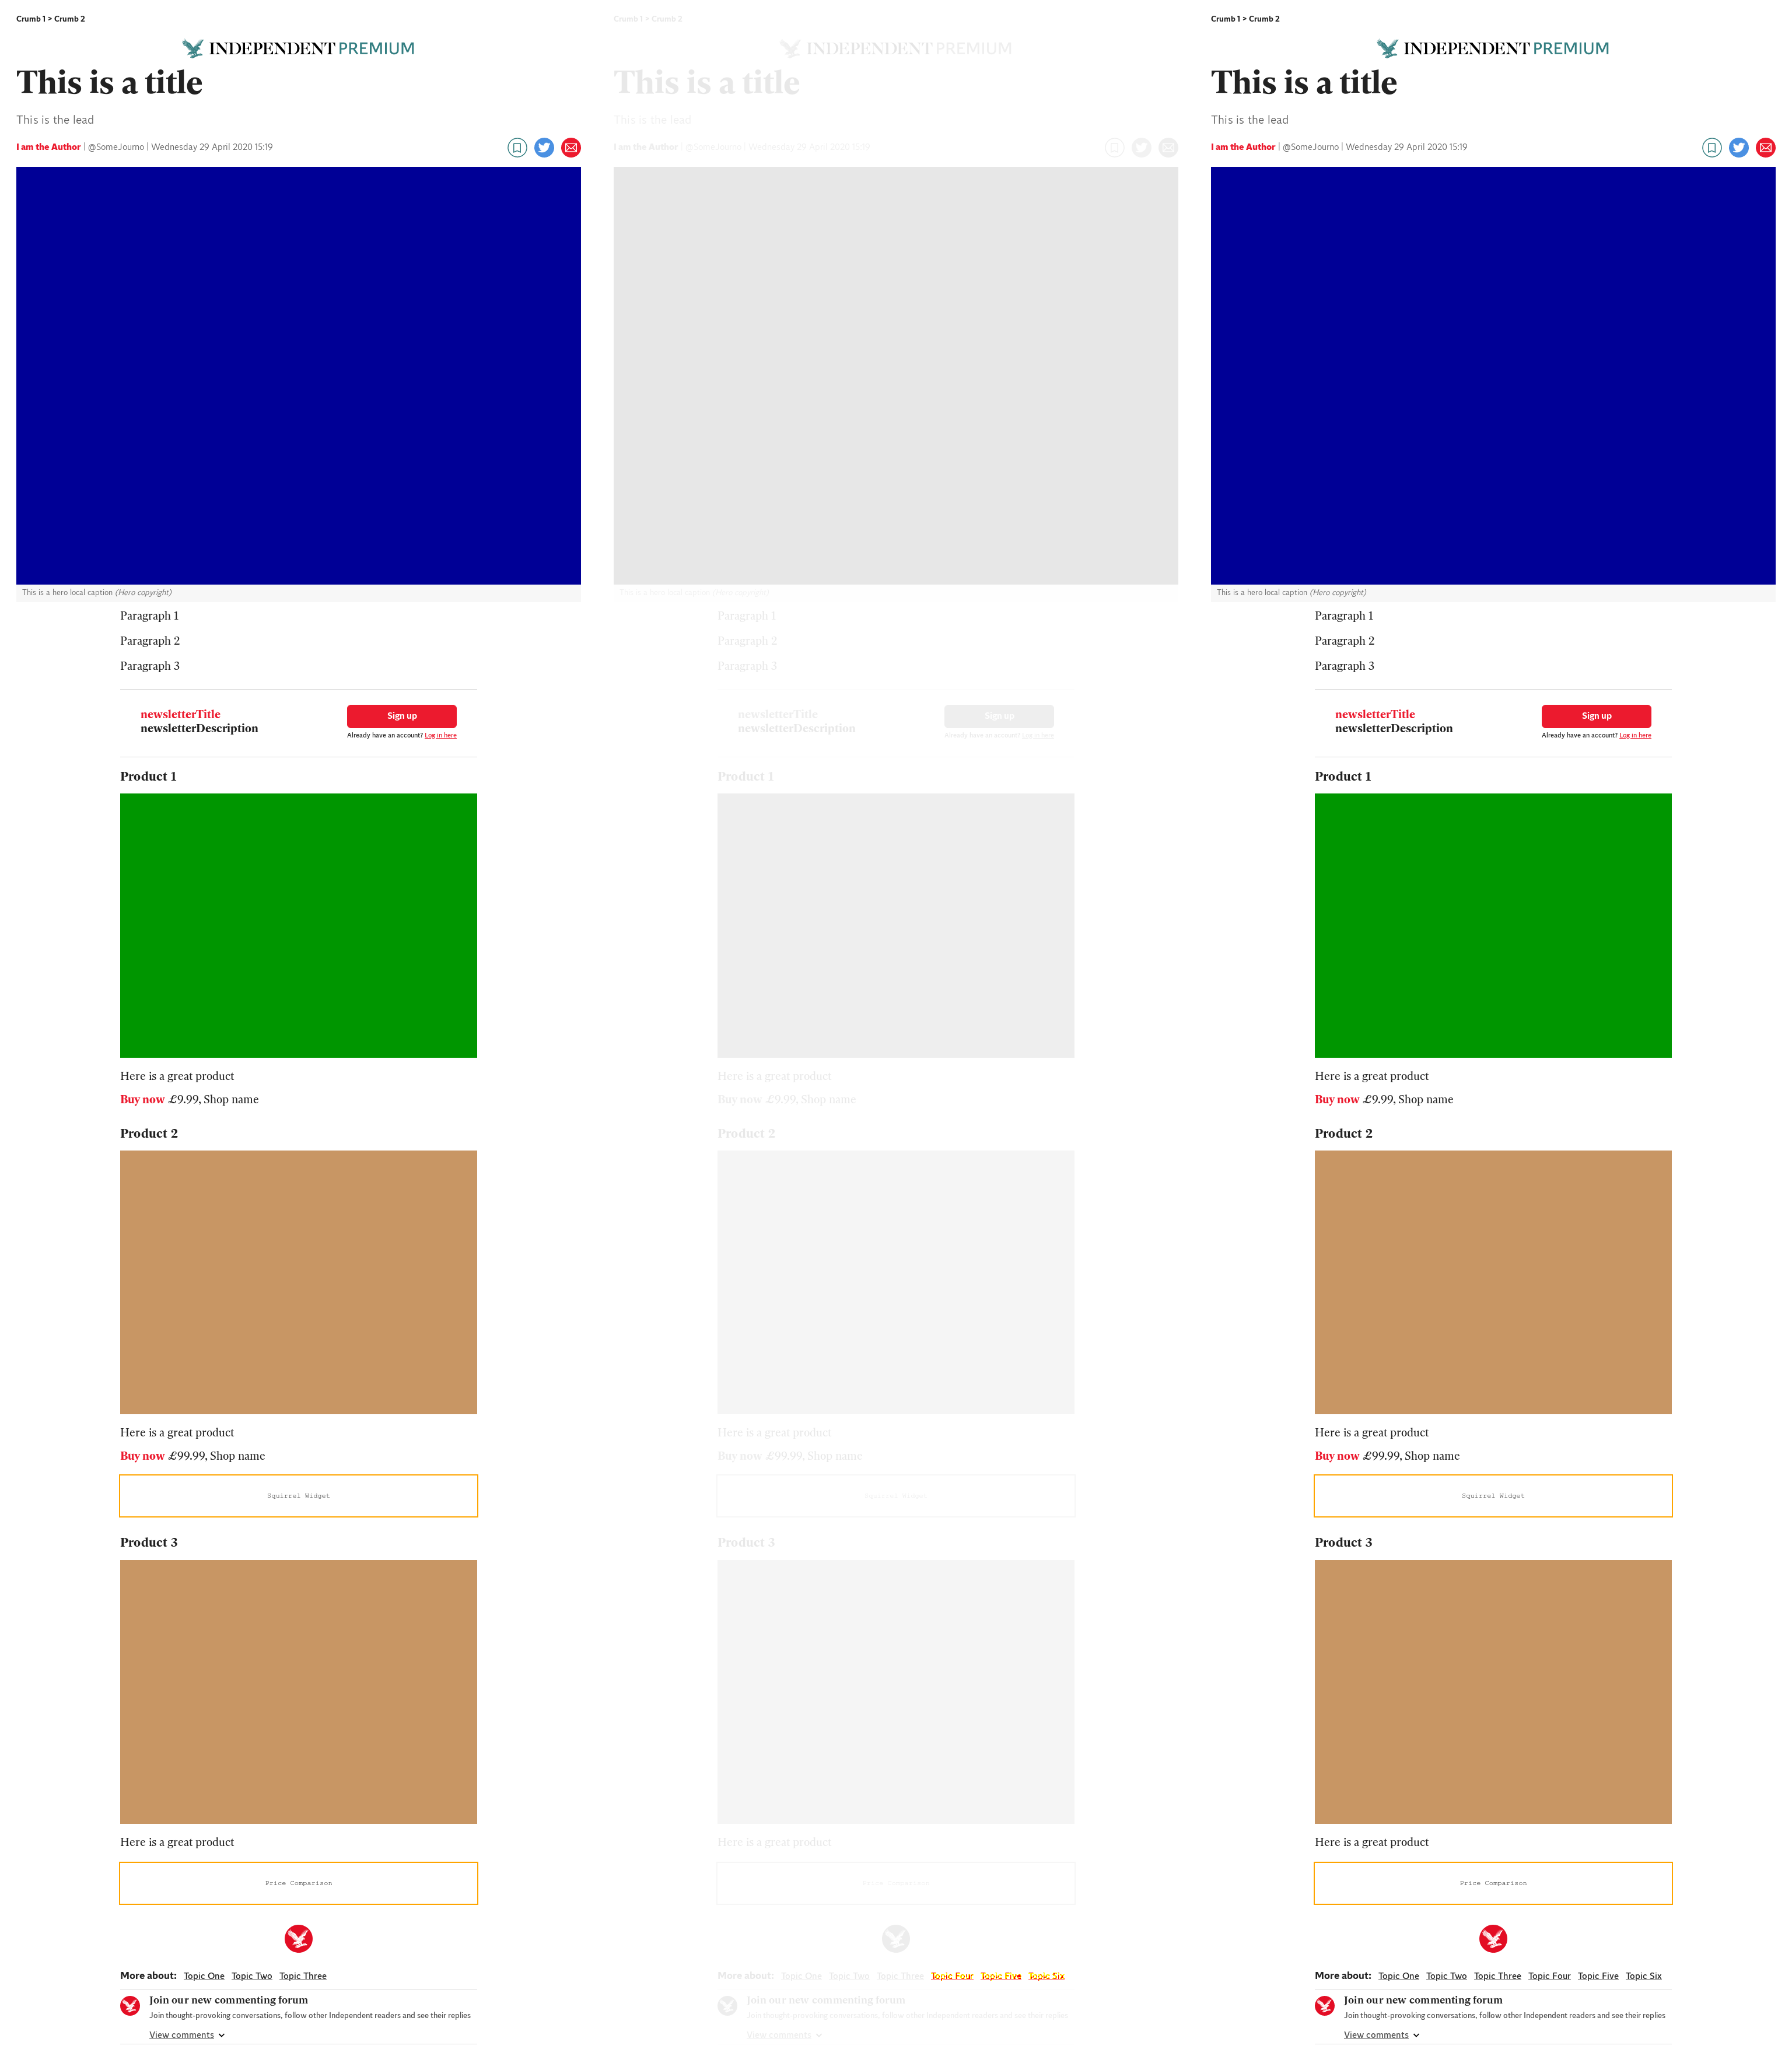 Crumb 1 > Crumb 2
INDEPENDENT PREMIUM
This is a title
This is the lead
I am the Author | @SomeJourno | Wednesday 29 April 2020 15:19
This is a hero local caption (Hero copyright)
Paragraph 1
Paragraph 2
Paragraph 3
newsletterTitle
newsletterDescription
Sign up
Already have an account? Log in here
Product 1
Here is a great product
Buy now £9.99, Shop name
Product 2
Here is a great product
Buy now £99.99, Shop name
Squirrel Widget
Product 3
Here is a great product
Price Comparison
More about: Topic One Topic Two Topic Three
Join our new commenting forum
Join thought-provoking conversations, follow other Independent readers and see their replies
View comments
Crumb 1 > Crumb 2
INDEPENDENT PREMIUM
This is a title
This is the lead
I am the Author | @SomeJourno | Wednesday 29 April 2020 15:19
This is a hero local caption (Hero copyright)
Paragraph 1
Paragraph 2
Paragraph 3
newsletterTitle
newsletterDescription
Sign up
Already have an account? Log in here
Product 1
Here is a great product
Buy now £9.99, Shop name
Product 2
Here is a great product
Buy now £99.99, Shop name
Squirrel Widget
Product 3
Here is a great product
Price Comparison
More about: Topic One Topic Two Topic Three Topic Four Topic Five Topic Six
Join our new commenting forum
Join thought-provoking conversations, follow other Independent readers and see their replies
View comments
Crumb 1 > Crumb 2
INDEPENDENT PREMIUM
This is a title
This is the lead
I am the Author | @SomeJourno | Wednesday 29 April 2020 15:19
This is a hero local caption (Hero copyright)
Paragraph 1
Paragraph 2
Paragraph 3
newsletterTitle
newsletterDescription
Sign up
Already have an account? Log in here
Product 1
Here is a great product
Buy now £9.99, Shop name
Product 2
Here is a great product
Buy now £99.99, Shop name
Squirrel Widget
Product 3
Here is a great product
Price Comparison
More about: Topic One Topic Two Topic Three Topic Four Topic Five Topic Six
Join our new commenting forum
Join thought-provoking conversations, follow other Independent readers and see their replies
View comments